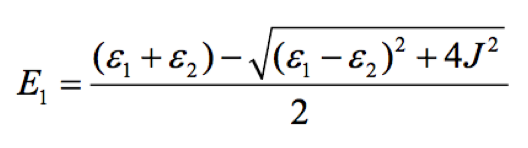 E₁ = ((ε₁ + ε₂) − √((ε₁ − ε₂)² + 4J²)) / 2